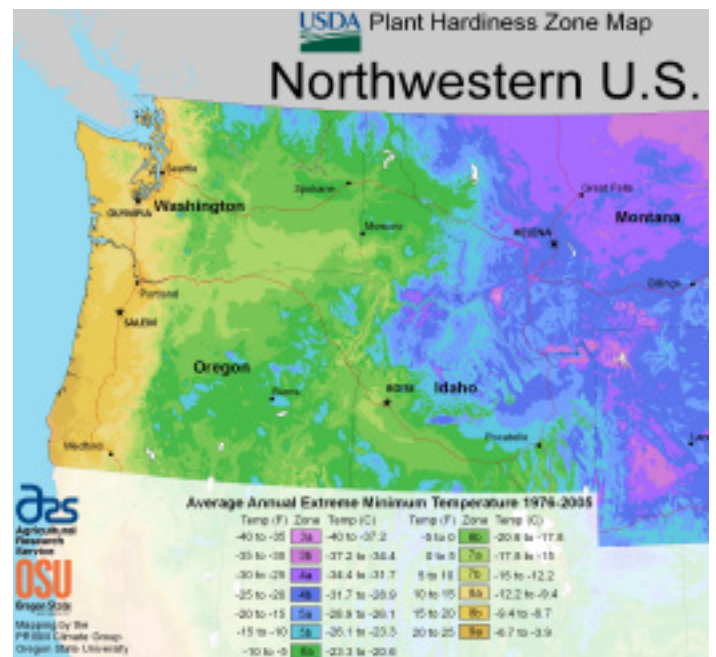 USDA Plant Hardiness Zone Map
Northwestern U.S.
Seattle
Spokane
Great Falls
OLYMPIA
Washington
Montana
HELENA
Portland
Billings
SALEM
Oregon
Burns
BOISE
Idaho
Medford
Pocatello
Average Annual Extreme Minimum Temperature 1976-2005
Temp (F) Zone Temp (C) Temp (F) Zone Temp (C)
-40 to -35 3a -40 to -37.2 -5 to 0 6b -20.6 to -17.8
-35 to -30 3b -37.2 to -34.4 0 to 5 7a -17.8 to -15
-30 to -25 4a -34.4 to -31.7 5 to 10 7b -15 to -12.2
-25 to -20 4b -31.7 to -28.9 10 to 15 8a -12.2 to -9.4
-20 to -15 5a -28.9 to -26.1 15 to 20 8b -9.4 to -6.7
-15 to -10 5b -26.1 to -23.3 20 to 25 9a -6.7 to -3.9
-10 to -5 6a -23.3 to -20.6
ars
Agricultural
Research
Service
OSU
Oregon State
Mapping by the
PRISM Climate Group
Oregon State University